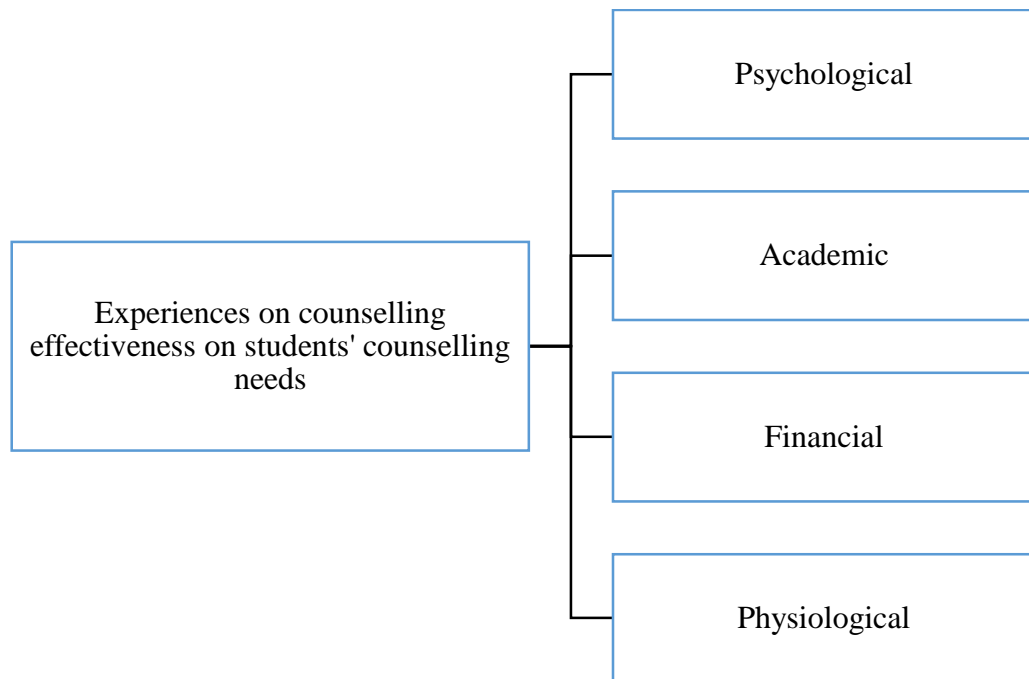 Psychological
Academic
Experiences on counselling
effectiveness on students' counselling
needs
Financial
Physiological